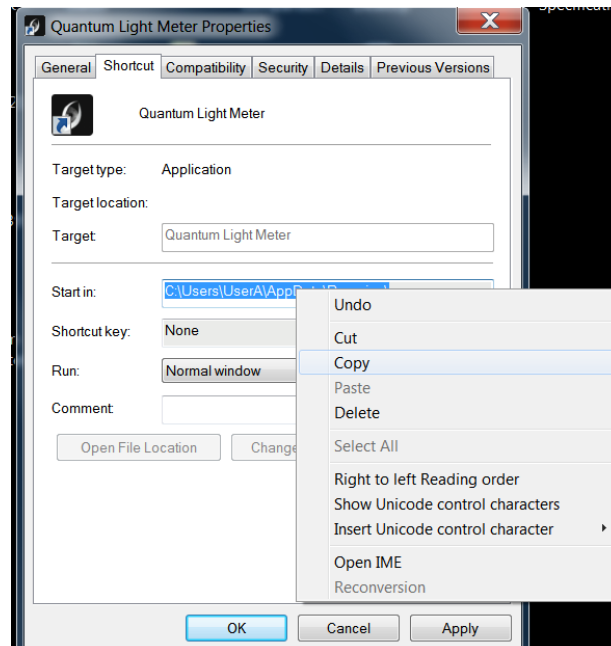 Quantum Light Meter Properties
General Shortcut Compatibility Security Details Previous Versions
Quantum Light Meter
Target type: Application
Target location:
Target: Quantum Light Meter
Start in: C:\Users\UserA\AppData\Roaming\
Shortcut key: None
Run: Normal window
Comment:
Open File Location Change
Undo
Cut
Copy
Paste
Delete
Select All
Right to left Reading order
Show Unicode control characters
Insert Unicode control character
Open IME
Reconversion
OK Cancel Apply